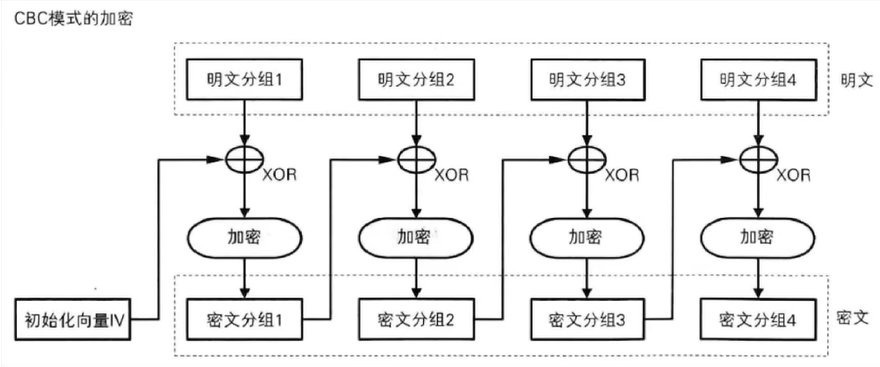 CBC模式的加密
明文分组1 明文分组2 明文分组3 明文分组4 明文
XOR XOR XOR XOR
加密 加密 加密 加密
初始化向量IV 密文分组1 密文分组2 密文分组3 密文分组4 密文